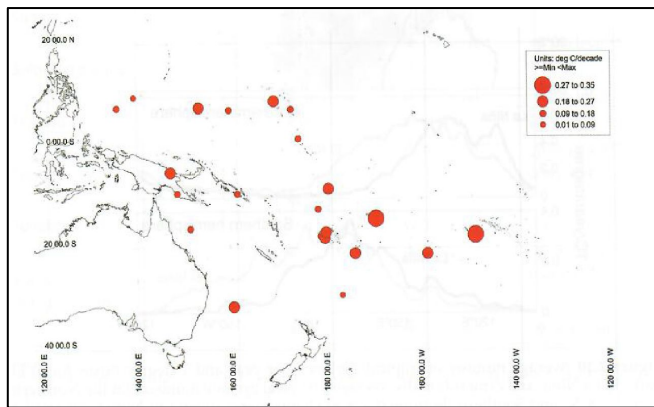 20 00.0 N
0 00.0 S
20 00.0 S
40 00.0 S
Units: deg C/decade
>=Min <Max
0.27 to 0.35
0.18 to 0.27
0.09 to 0.18
0.01 to 0.09
120 00.0 E
140 00.0 E
160 00.0 E
180 00.0 E
160 00.0 W
140 00.0 W
120 00.0 W